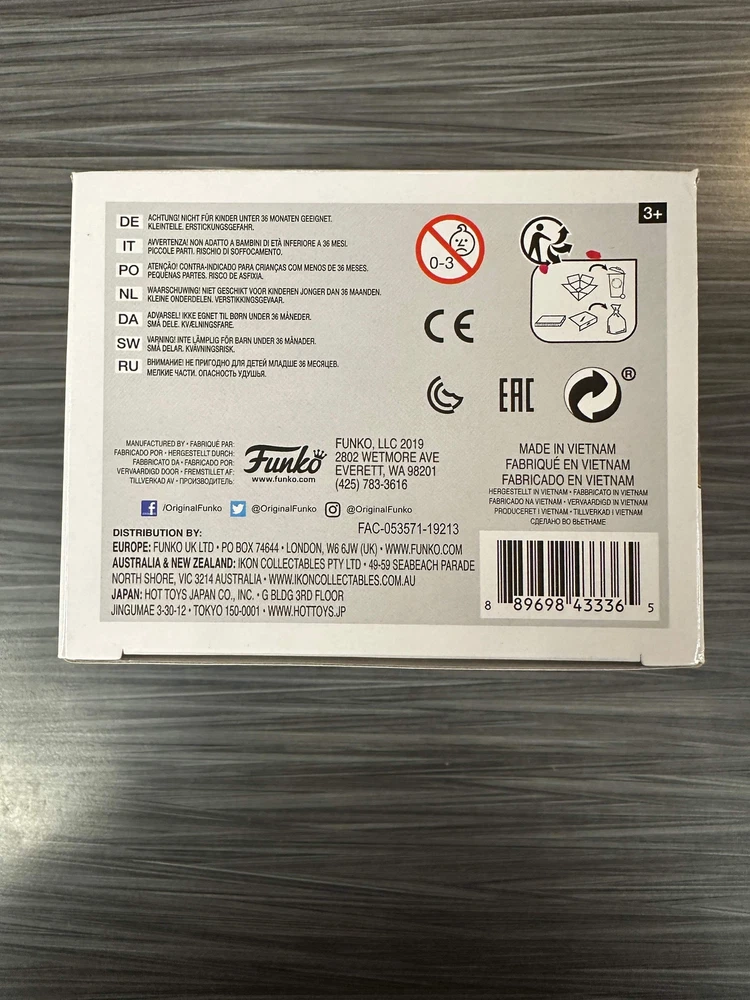 DE ACHTUNG! NICHT FÜR KINDER UNTER 36 MONATEN GEEIGNET.
KLEINTEILE. ERSTICKUNGSGEFAHR.
IT AVVERTENZA! NON ADATTO A BAMBINI DI ETÀ INFERIORE A 36 MESI.
PICCOLE PARTI. RISCHIO DI SOFFOCAMENTO.
PO ATENÇÃO! CONTRA-INDICADO PARA CRIANÇAS COM MENOS DE 36 MESES.
PEQUENAS PARTES. RISCO DE ASFIXIA.
NL WAARSCHUWING! NIET GESCHIKT VOOR KINDEREN JONGER DAN 36 MAANDEN.
KLEINE ONDERDELEN. VERSTIKKINGSGEVAAR.
DA ADVARSEL! IKKE EGNET TIL BØRN UNDER 36 MÅNEDER.
SMÅ DELE. KVÆLNINGSFARE.
SW VARNING! INTE LÄMPLIG FÖR BARN UNDER 36 MÅNADER.
SMÅ DELAR. KVÄVNINGSRISK.
RU ВНИМАНИЕ! НЕ ПРИГОДНО ДЛЯ ДЕТЕЙ МЛАДШЕ 36 МЕСЯЦЕВ.
МЕЛКИЕ ЧАСТИ. ОПАСНОСТЬ УДУШЬЯ.
0-3
3+
CE
EAC
®
MANUFACTURED BY • FABRIQUÉ PAR:
FABRICADO POR • HERGESTELLT DURCH:
FABBRICATO DA • FABRICADO POR:
VERVAARDIGD DOOR • FREMSTILLET AF:
TILLVERKAD AV • ПРОИЗВОДИТЕЛЬ:
Funko
www.funko.com
FUNKO, LLC 2019
2802 WETMORE AVE
EVERETT, WA 98201
(425) 783-3616
MADE IN VIETNAM
FABRIQUÉ EN VIETNAM
FABRICADO EN VIETNAM
HERGESTELLT IN VIETNAM • FABBRICATO IN VIETNAM
FABRICADO NA VIETNAM • VERVAARDIGD IN VIETNAM
PRODUCERET I VIETNAM • TILLVERKAD I VIETNAM
СДЕЛАНО ВО ВЬЕТНАМЕ
/OriginalFunko @OriginalFunko @OriginalFunko
FAC-053571-19213
DISTRIBUTION BY:
EUROPE: FUNKO UK LTD • PO BOX 74644 • LONDON, W6 6JW (UK) • WWW.FUNKO.COM
AUSTRALIA & NEW ZEALAND: IKON COLLECTABLES PTY LTD • 49-59 SEABEACH PARADE
NORTH SHORE, VIC 3214 AUSTRALIA • WWW.IKONCOLLECTABLES.COM.AU
JAPAN: HOT TOYS JAPAN CO., INC. • G BLDG 3RD FLOOR
JINGUMAE 3-30-12 • TOKYO 150-0001 • WWW.HOTTOYS.JP
8 89698 43336 5